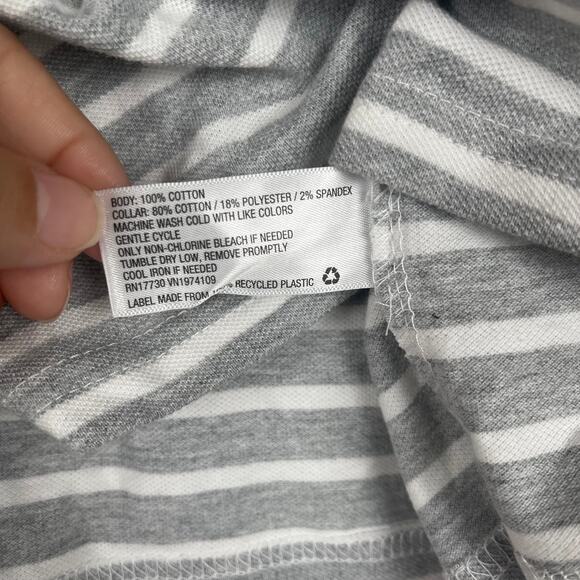 BODY: 100% COTTON
COLLAR: 80% COTTON / 18% POLYESTER / 2% SPANDEX
MACHINE WASH COLD WITH LIKE COLORS
GENTLE CYCLE
ONLY NON-CHLORINE BLEACH IF NEEDED
TUMBLE DRY LOW, REMOVE PROMPTLY
COOL IRON IF NEEDED
RN17730 VN1974109
LABEL MADE FROM RECYCLED PLASTIC